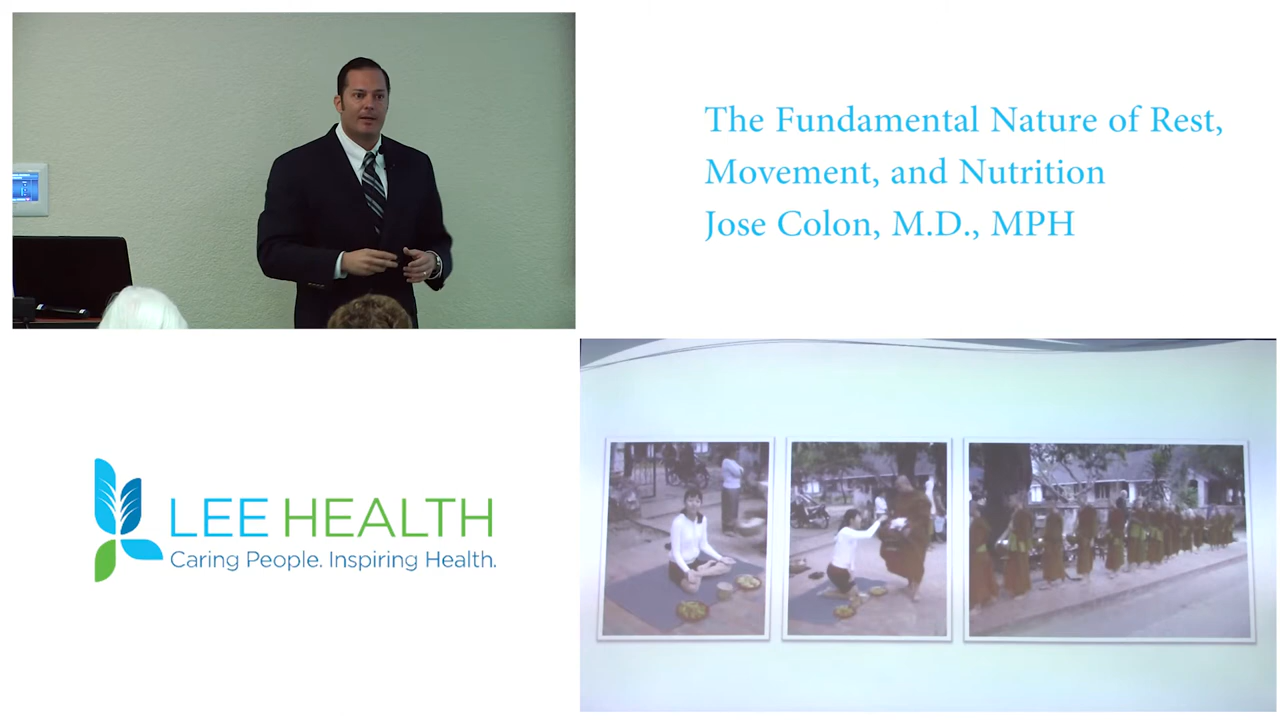 The Fundamental Nature of Rest,
Movement, and Nutrition
Jose Colon, M.D., MPH
LEE HEALTH
Caring People. Inspiring Health.